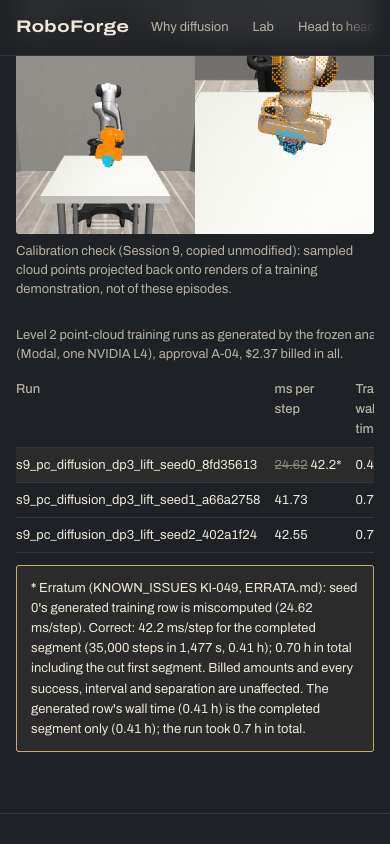 RoboForge Why diffusion Lab Head to hear
Calibration check (Session 9, copied unmodified): sampled
cloud points projected back onto renders of a training
demonstration, not of these episodes.
Level 2 point-cloud training runs as generated by the frozen ana
(Modal, one NVIDIA L4), approval A-04, $2.37 billed in all.
Run ms per Tra
step wal
tim
s9_pc_diffusion_dp3_lift_seed0_8fd35613 24.62 42.2* 0.4
s9_pc_diffusion_dp3_lift_seed1_a66a2758 41.73 0.7
s9_pc_diffusion_dp3_lift_seed2_402a1f24 42.55 0.7
* Erratum (KNOWN_ISSUES KI-049, ERRATA.md): seed
0's generated training row is miscomputed (24.62
ms/step). Correct: 42.2 ms/step for the completed
segment (35,000 steps in 1,477 s, 0.41 h); 0.70 h in total
including the cut first segment. Billed amounts and every
success, interval and separation are unaffected. The
generated row's wall time (0.41 h) is the completed
segment only (0.41 h); the run took 0.7 h in total.